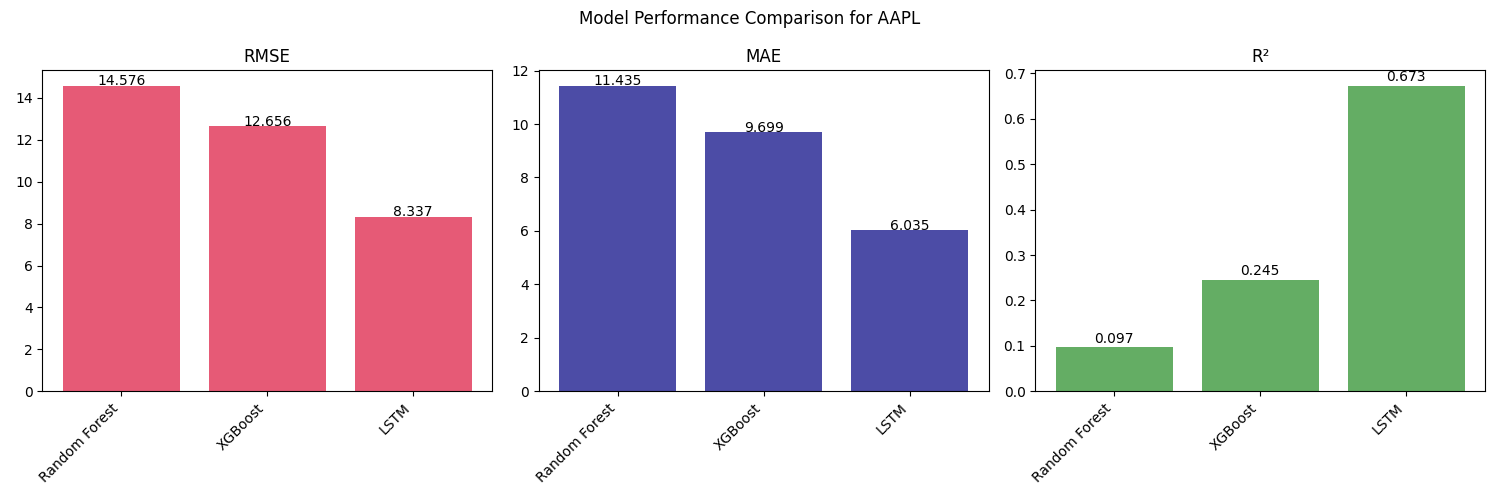 Model Performance Comparison for AAPL
RMSE
14.576
12.656
8.337
14
12
10
8
6
4
2
0
Random Forest
XGBoost
LSTM
MAE
11.435
9.699
6.035
12
10
8
6
4
2
0
Random Forest
XGBoost
LSTM
R²
0.673
0.245
0.097
0.7
0.6
0.5
0.4
0.3
0.2
0.1
0.0
Random Forest
XGBoost
LSTM